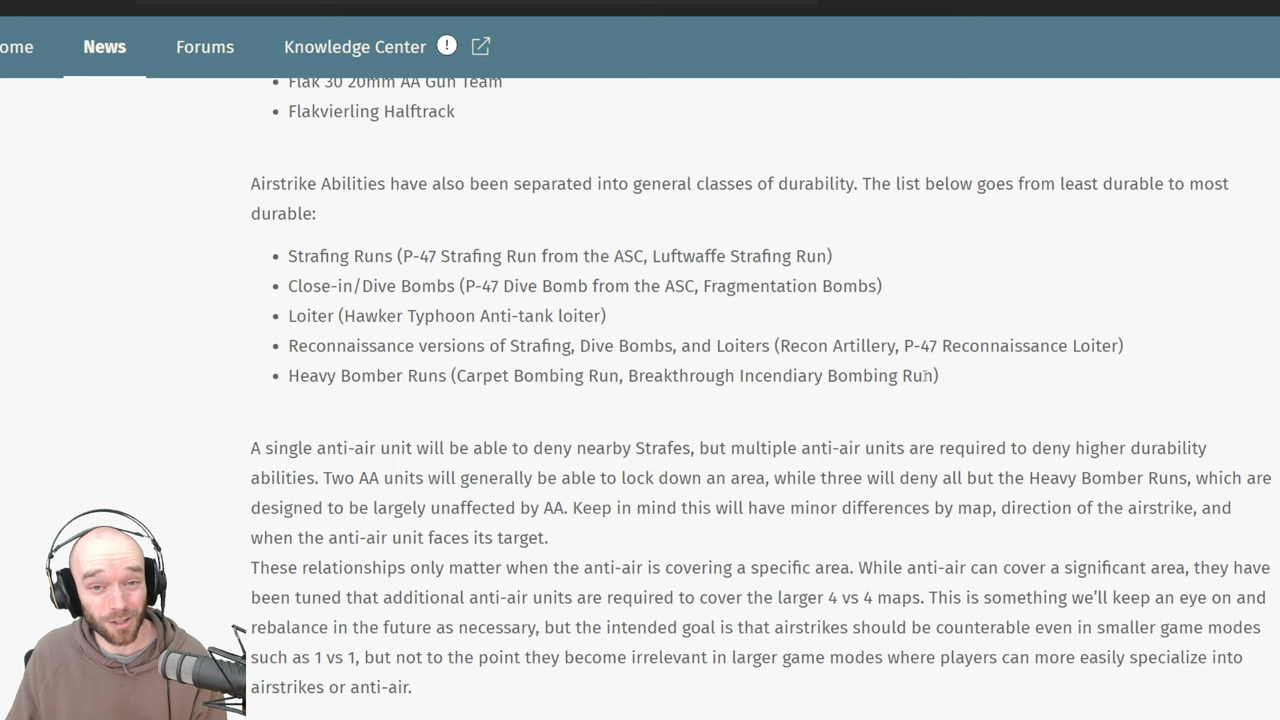 ome News Forums Knowledge Center !
• Flak 30 20mm AA Gun Team
• Flakvierling Halftrack
Airstrike Abilities have also been separated into general classes of durability. The list below goes from least durable to most
durable:
• Strafing Runs (P-47 Strafing Run from the ASC, Luftwaffe Strafing Run)
• Close-in/Dive Bombs (P-47 Dive Bomb from the ASC, Fragmentation Bombs)
• Loiter (Hawker Typhoon Anti-tank loiter)
• Reconnaissance versions of Strafing, Dive Bombs, and Loiters (Recon Artillery, P-47 Reconnaissance Loiter)
• Heavy Bomber Runs (Carpet Bombing Run, Breakthrough Incendiary Bombing Run)
A single anti-air unit will be able to deny nearby Strafes, but multiple anti-air units are required to deny higher durability
abilities. Two AA units will generally be able to lock down an area, while three will deny all but the Heavy Bomber Runs, which are
designed to be largely unaffected by AA. Keep in mind this will have minor differences by map, direction of the airstrike, and
when the anti-air unit faces its target.
These relationships only matter when the anti-air is covering a specific area. While anti-air can cover a significant area, they have
been tuned that additional anti-air units are required to cover the larger 4 vs 4 maps. This is something we’ll keep an eye on and
rebalance in the future as necessary, but the intended goal is that airstrikes should be counterable even in smaller game modes
such as 1 vs 1, but not to the point they become irrelevant in larger game modes where players can more easily specialize into
airstrikes or anti-air.